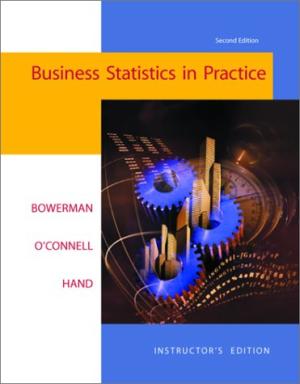 Second Edition
Business Statistics in Practice
BOWERMAN
O'CONNELL
HAND
INSTRUCTOR'S EDITION